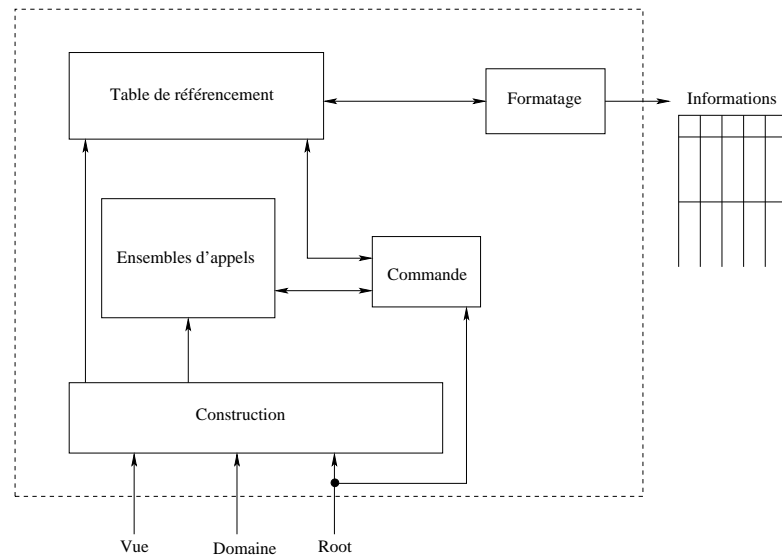 Table de référencement
Formatage
Informations
Ensembles d'appels
Commande
Construction
Vue
Domaine
Root